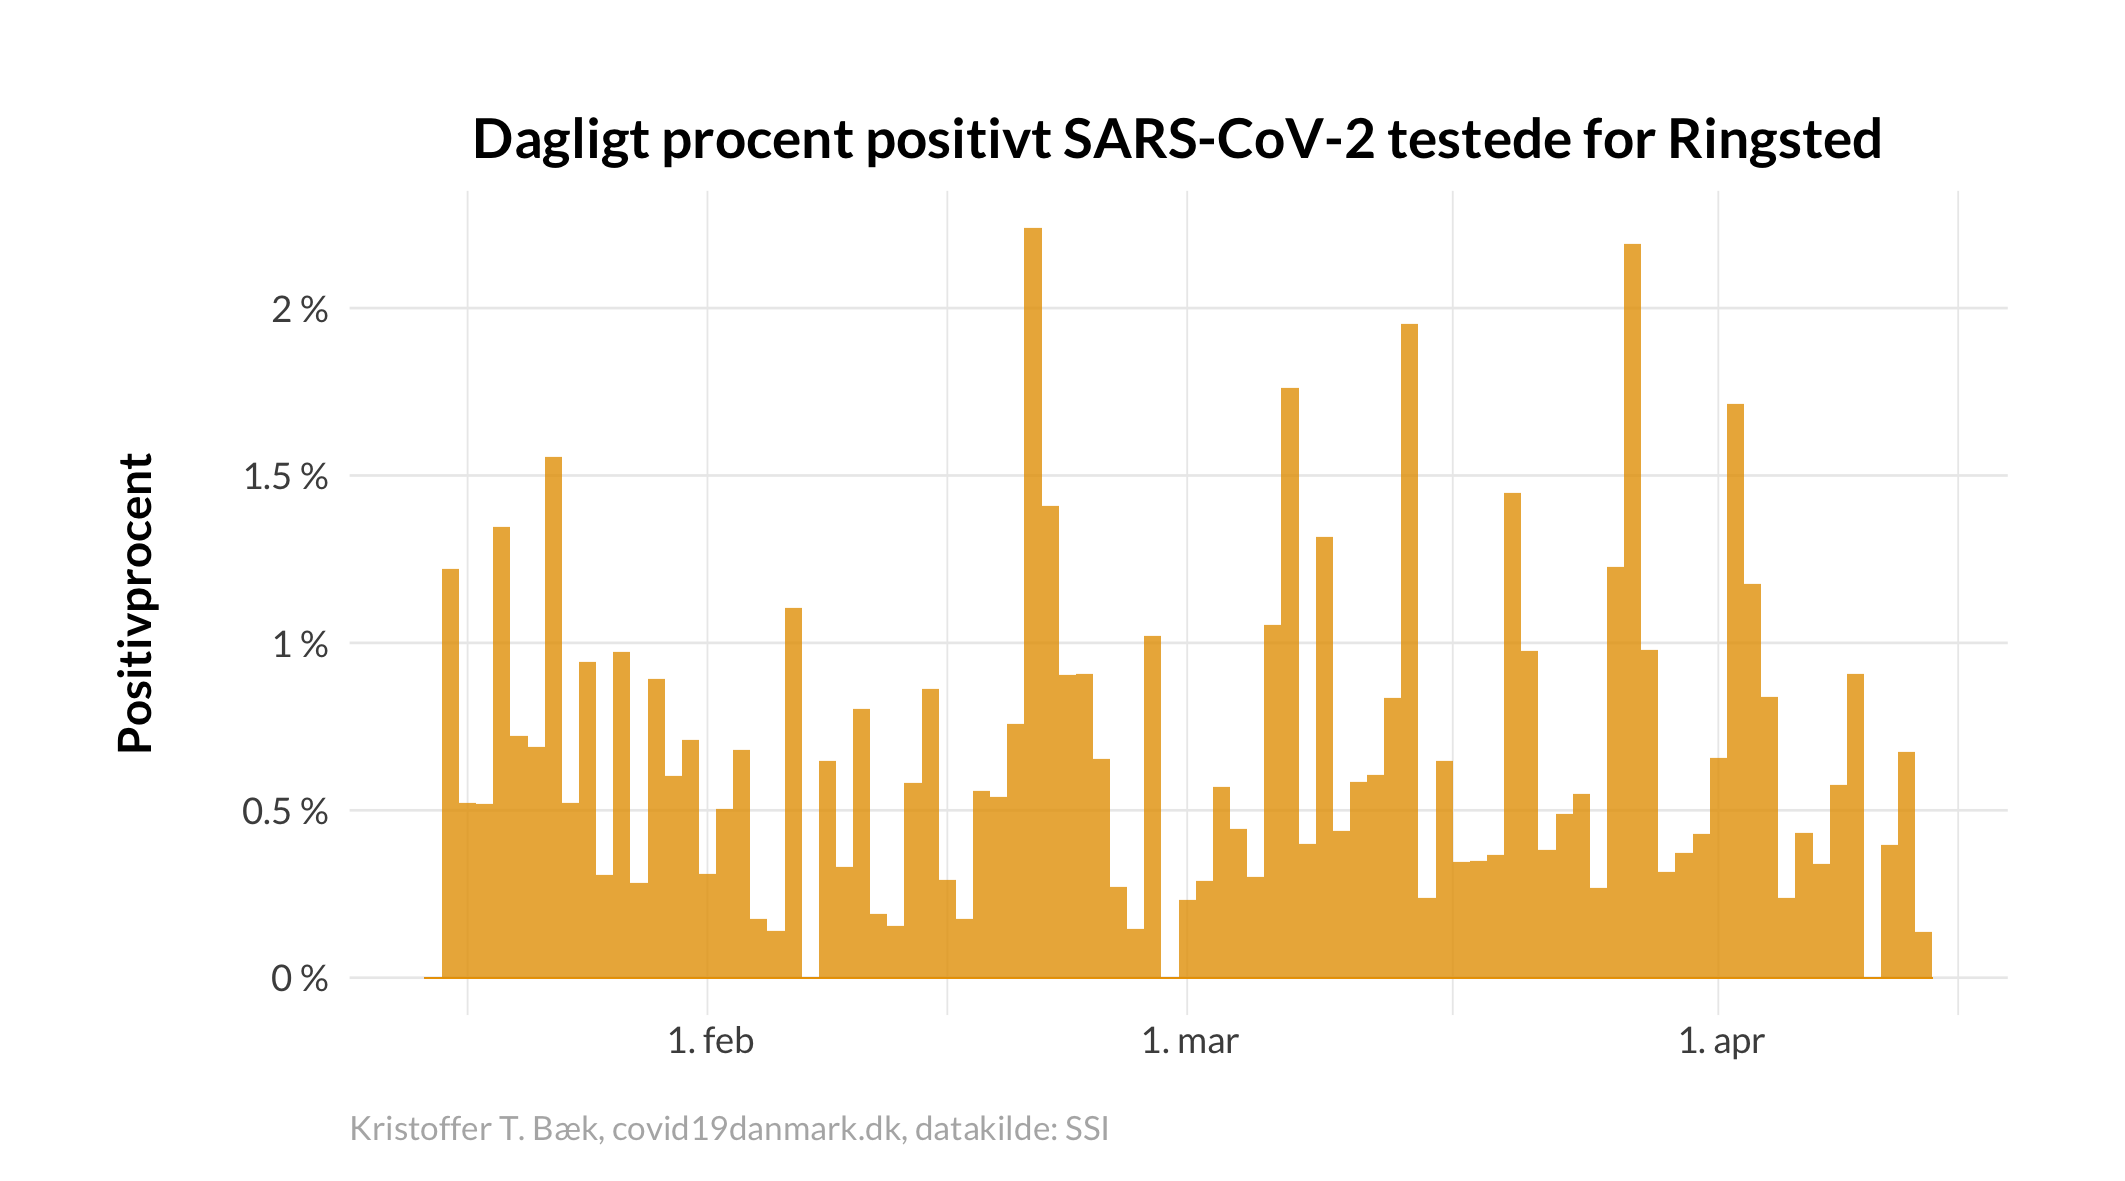 Dagligt procent positivt SARS-CoV-2 testede for Ringsted
Positivprocent
2 %
1.5 %
1 %
0.5 %
0 %
1. feb
1. mar
1. apr
Kristoffer T. Bæk, covid19danmark.dk, datakilde: SSI